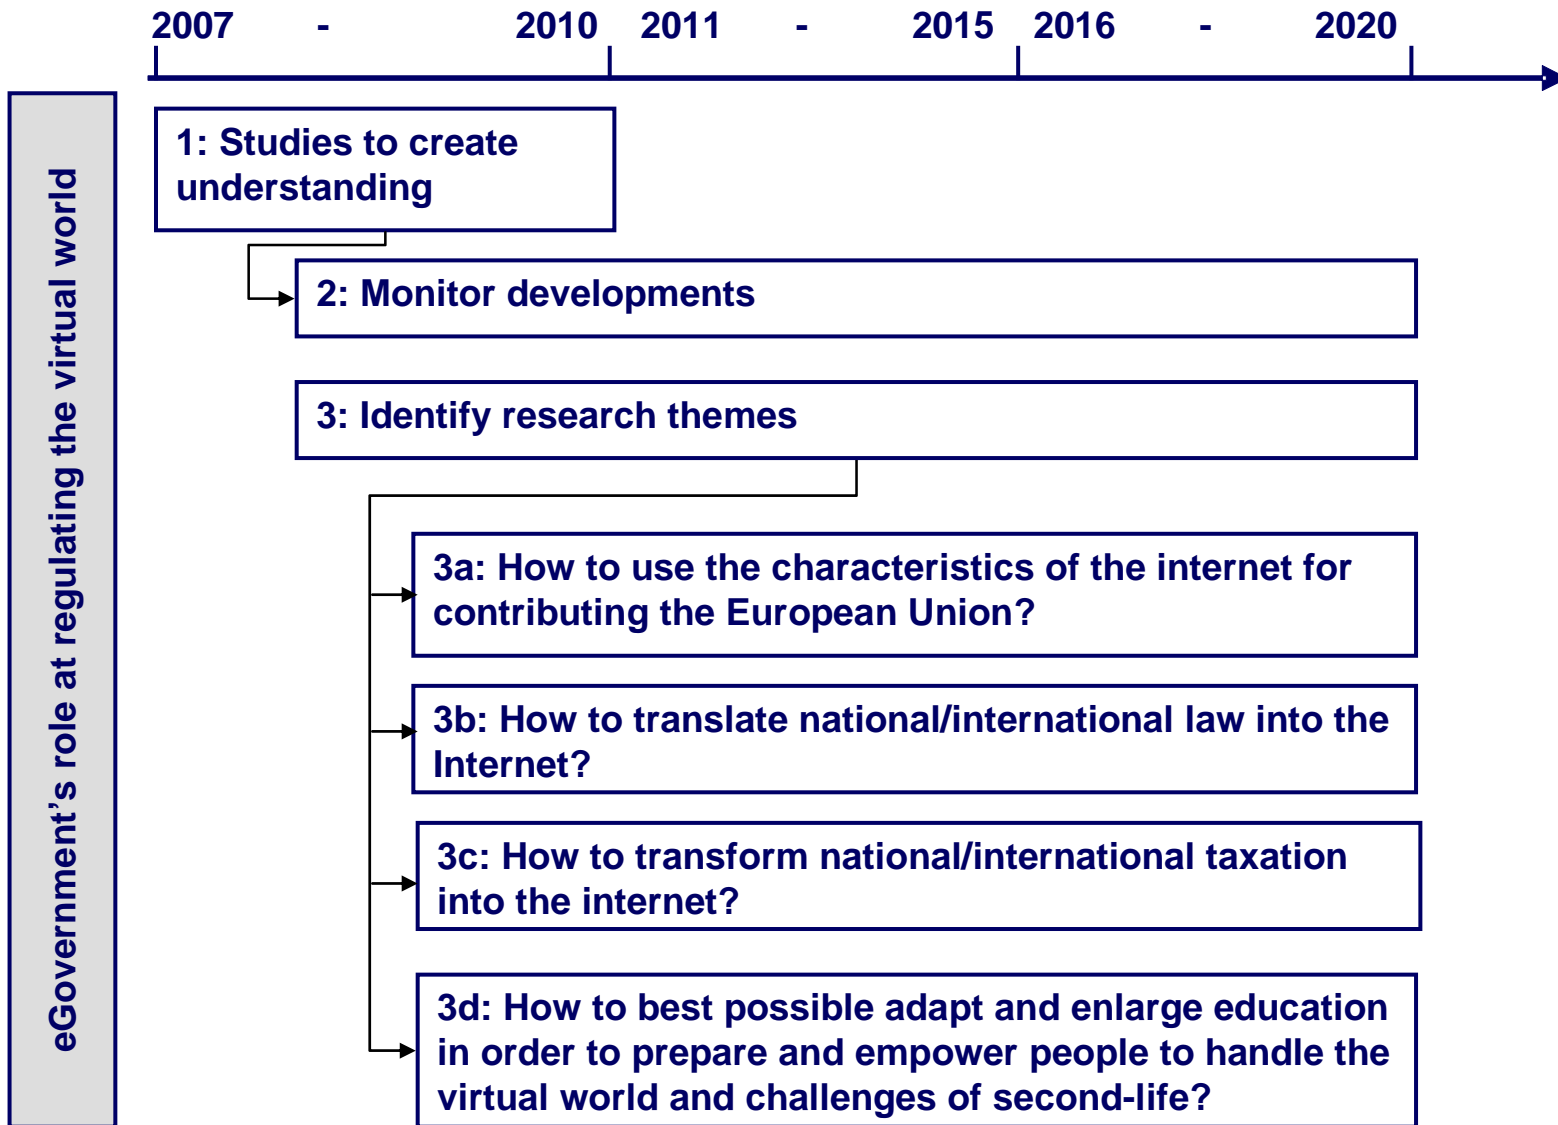 2007 - 2010 2011 - 2015 2016 - 2020
eGovernment’s role at regulating the virtual world
1: Studies to create
understanding
2: Monitor developments
3: Identify research themes
3a: How to use the characteristics of the internet for
contributing the European Union?
3b: How to translate national/international law into the
Internet?
3c: How to transform national/international taxation
into the internet?
3d: How to best possible adapt and enlarge education
in order to prepare and empower people to handle the
virtual world and challenges of second-life?